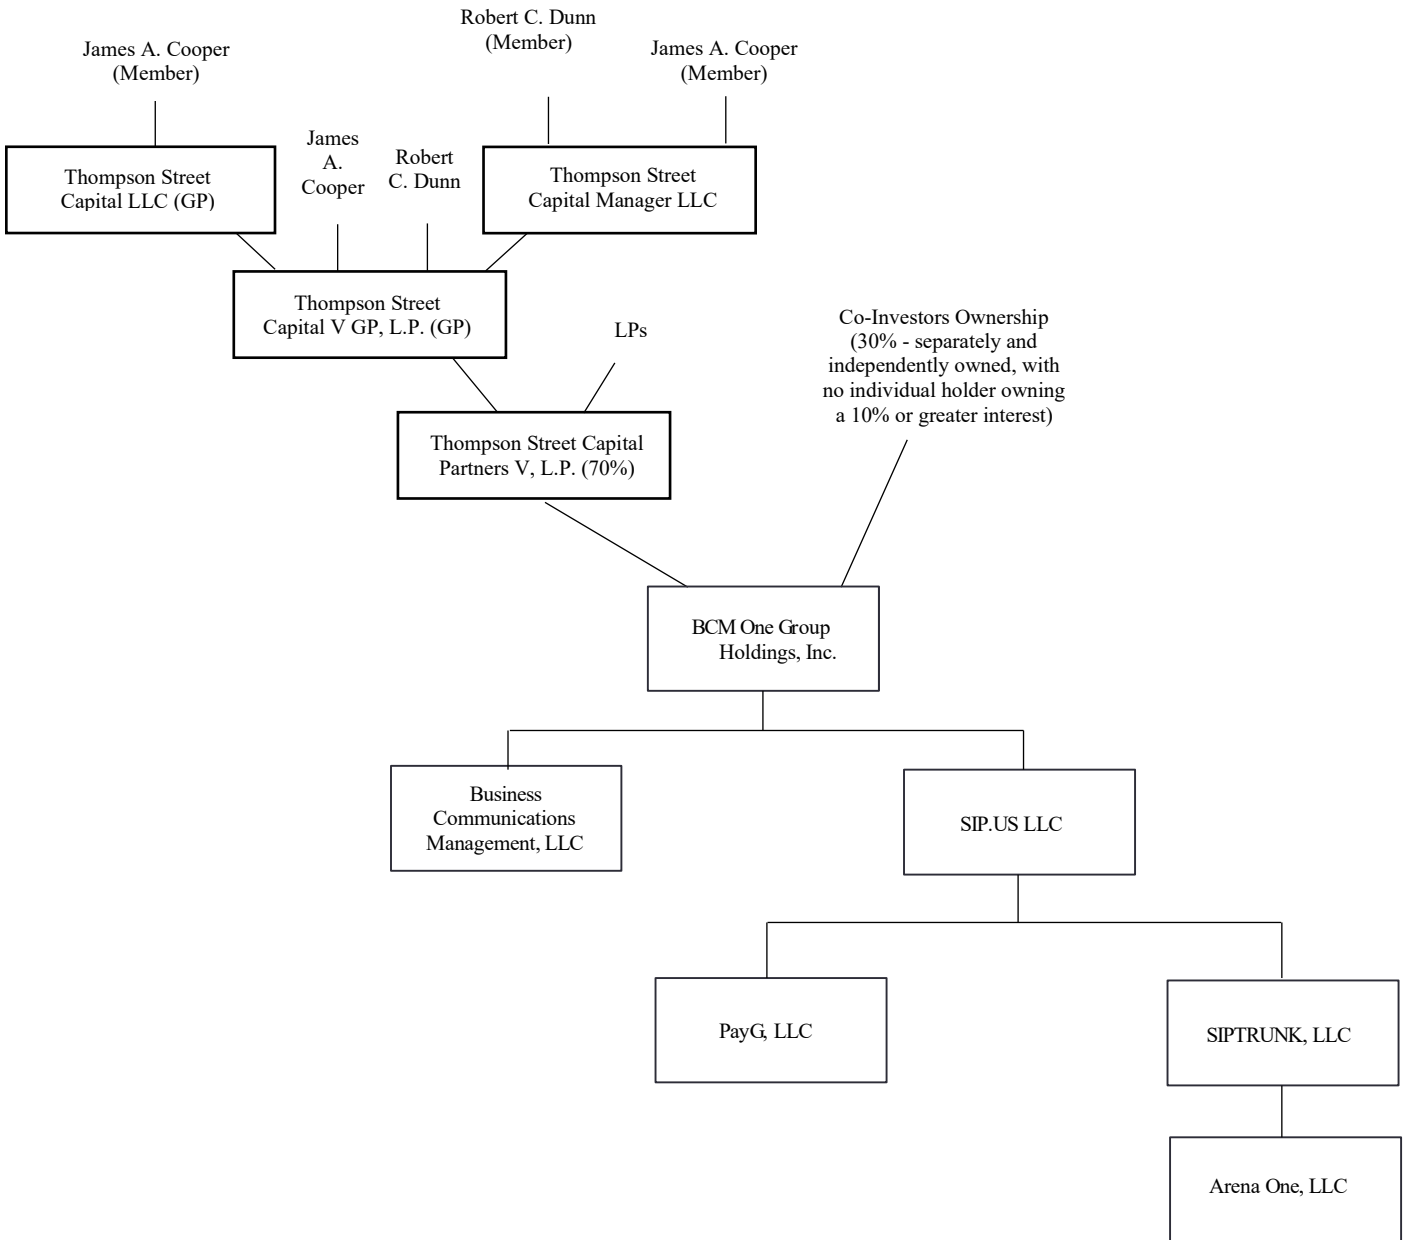 Robert C. Dunn
(Member)
James A. Cooper
(Member)
James A. Cooper
(Member)
James
A.
Cooper
Robert
C. Dunn
Thompson Street
Capital LLC (GP)
Thompson Street
Capital Manager LLC
Thompson Street
Capital V GP, L.P. (GP)
LPs
Co-Investors Ownership
(30% - separately and
independently owned, with
no individual holder owning
a 10% or greater interest)
Thompson Street Capital
Partners V, L.P. (70%)
BCM One Group
Holdings, Inc.
Business
Communications
Management, LLC
SIP.US LLC
PayG, LLC
SIPTRUNK, LLC
Arena One, LLC